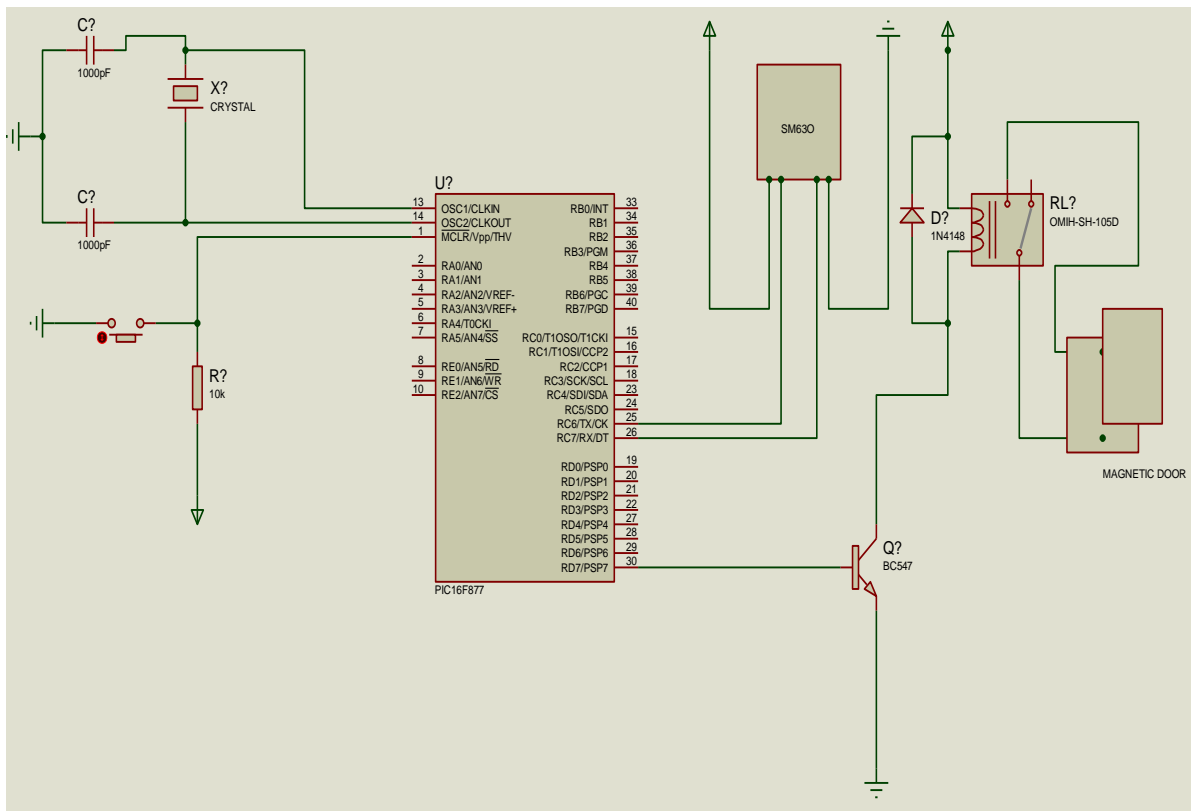 C?
1000pF
X?
CRYSTAL
C?
1000pF
R?
10k
U?
13 OSC1/CLKIN
14 OSC2/CLKOUT
1 MCLR/Vpp/THV
2 RA0/AN0
3 RA1/AN1
4 RA2/AN2/VREF-
5 RA3/AN3/VREF+
6 RA4/T0CKI
7 RA5/AN4/SS
8 RE0/AN5/RD
9 RE1/AN6/WR
10 RE2/AN7/CS
RB0/INT 33
RB1 34
RB2 35
RB3/PGM 36
RB4 37
RB5 38
RB6/PGC 39
RB7/PGD 40
RC0/T1OSO/T1CKI 15
RC1/T1OSI/CCP2 16
RC2/CCP1 17
RC3/SCK/SCL 18
RC4/SDI/SDA 23
RC5/SDO 24
RC6/TX/CK 25
RC7/RX/DT 26
RD0/PSP0 19
RD1/PSP1 20
RD2/PSP2 21
RD3/PSP3 22
RD4/PSP4 27
RD5/PSP5 28
RD6/PSP6 29
RD7/PSP7 30
PIC16F877
SM63O
D?
1N4148
RL?
OMIH-SH-105D
MAGNETIC DOOR
Q?
BC547